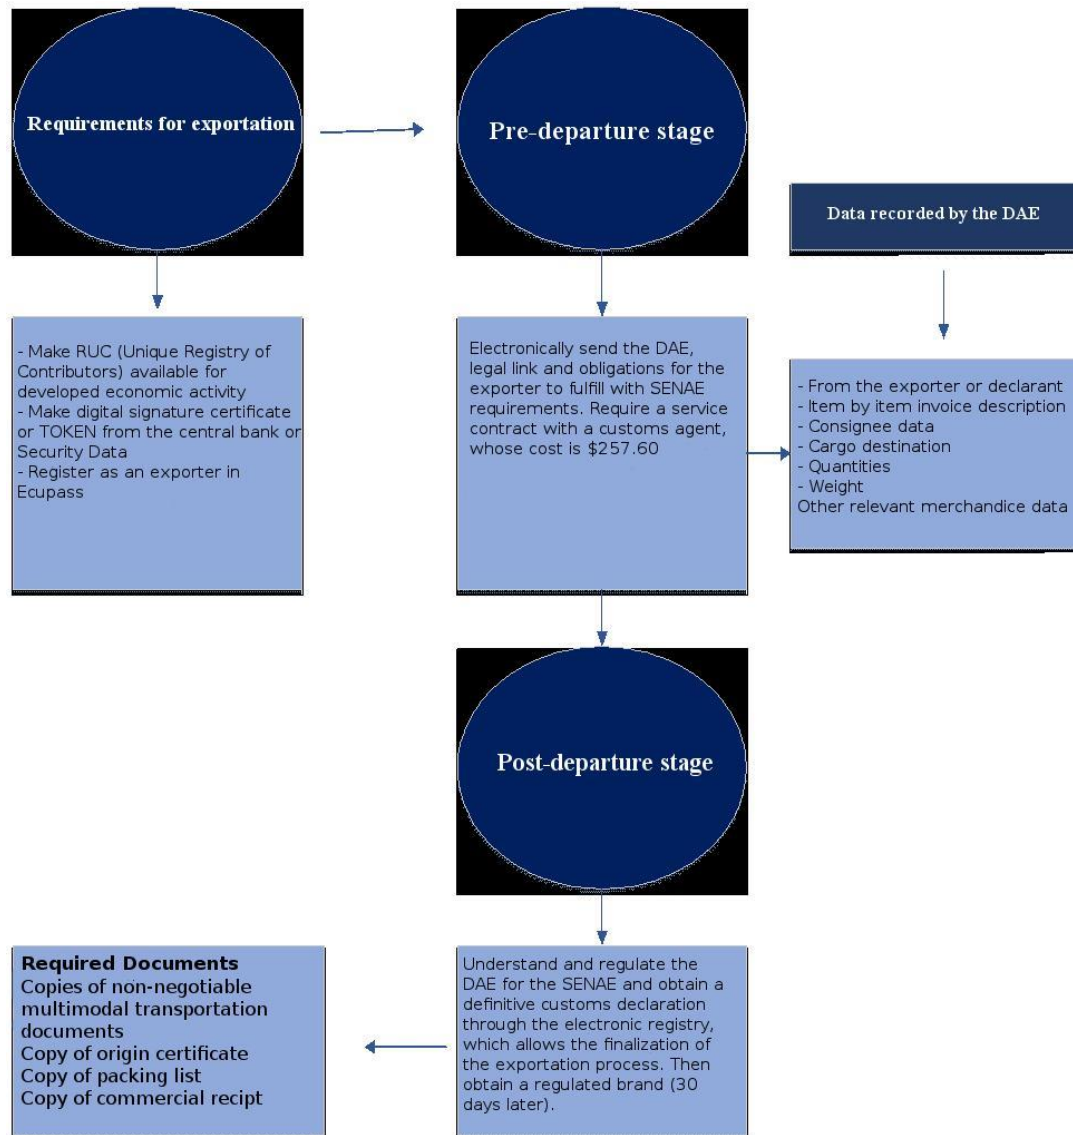 Requirements for exportation
Pre-departure stage
Data recorded by the DAE
- Make RUC (Unique Registry of
Contributors) available for
developed economic activity
- Make digital signature certificate
or TOKEN from the central bank or
Security Data
- Register as an exporter in
Ecupass
Electronically send the DAE,
legal link and obligations for the
exporter to fulfill with SENAE
requirements. Require a service
contract with a customs agent,
whose cost is $257.60
- From the exporter or declarant
- Item by item invoice description
- Consignee data
- Cargo destination
- Quantities
- Weight
Other relevant merchandice data
Post-departure stage
Understand and regulate the
DAE for the SENAE and obtain a
definitive customs declaration
through the electronic registry,
which allows the finalization
of the exportation process. Then
obtain a regulated brand (30
days later).
Required Documents
Copies of non-negotiable
multimodal transportation
documents
Copy of origin certificate
Copy of packing list
Copy of commercial recipt